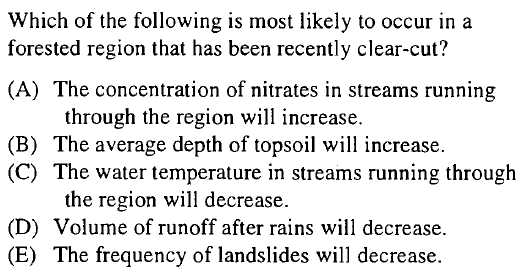 Which of the following is most likely to occur in a
forested region that has been recently clear-cut?
(A) The concentration of nitrates in streams running
through the region will increase.
(B) The average depth of topsoil will increase.
(C) The water temperature in streams running through
the region will decrease.
(D) Volume of runoff after rains will decrease.
(E) The frequency of landslides will decrease.